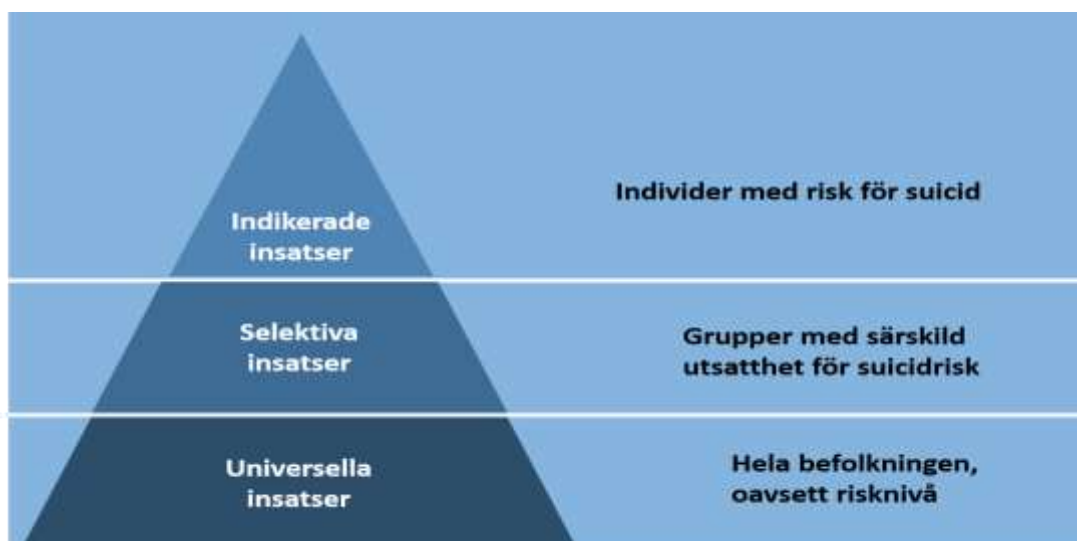 Individer med risk för suicid
Indikerade
insatser
Selektiva
insatser
Grupper med särskild
utsatthet för suicidrisk
Universella
insatser
Hela befolkningen,
oavsett risknivå